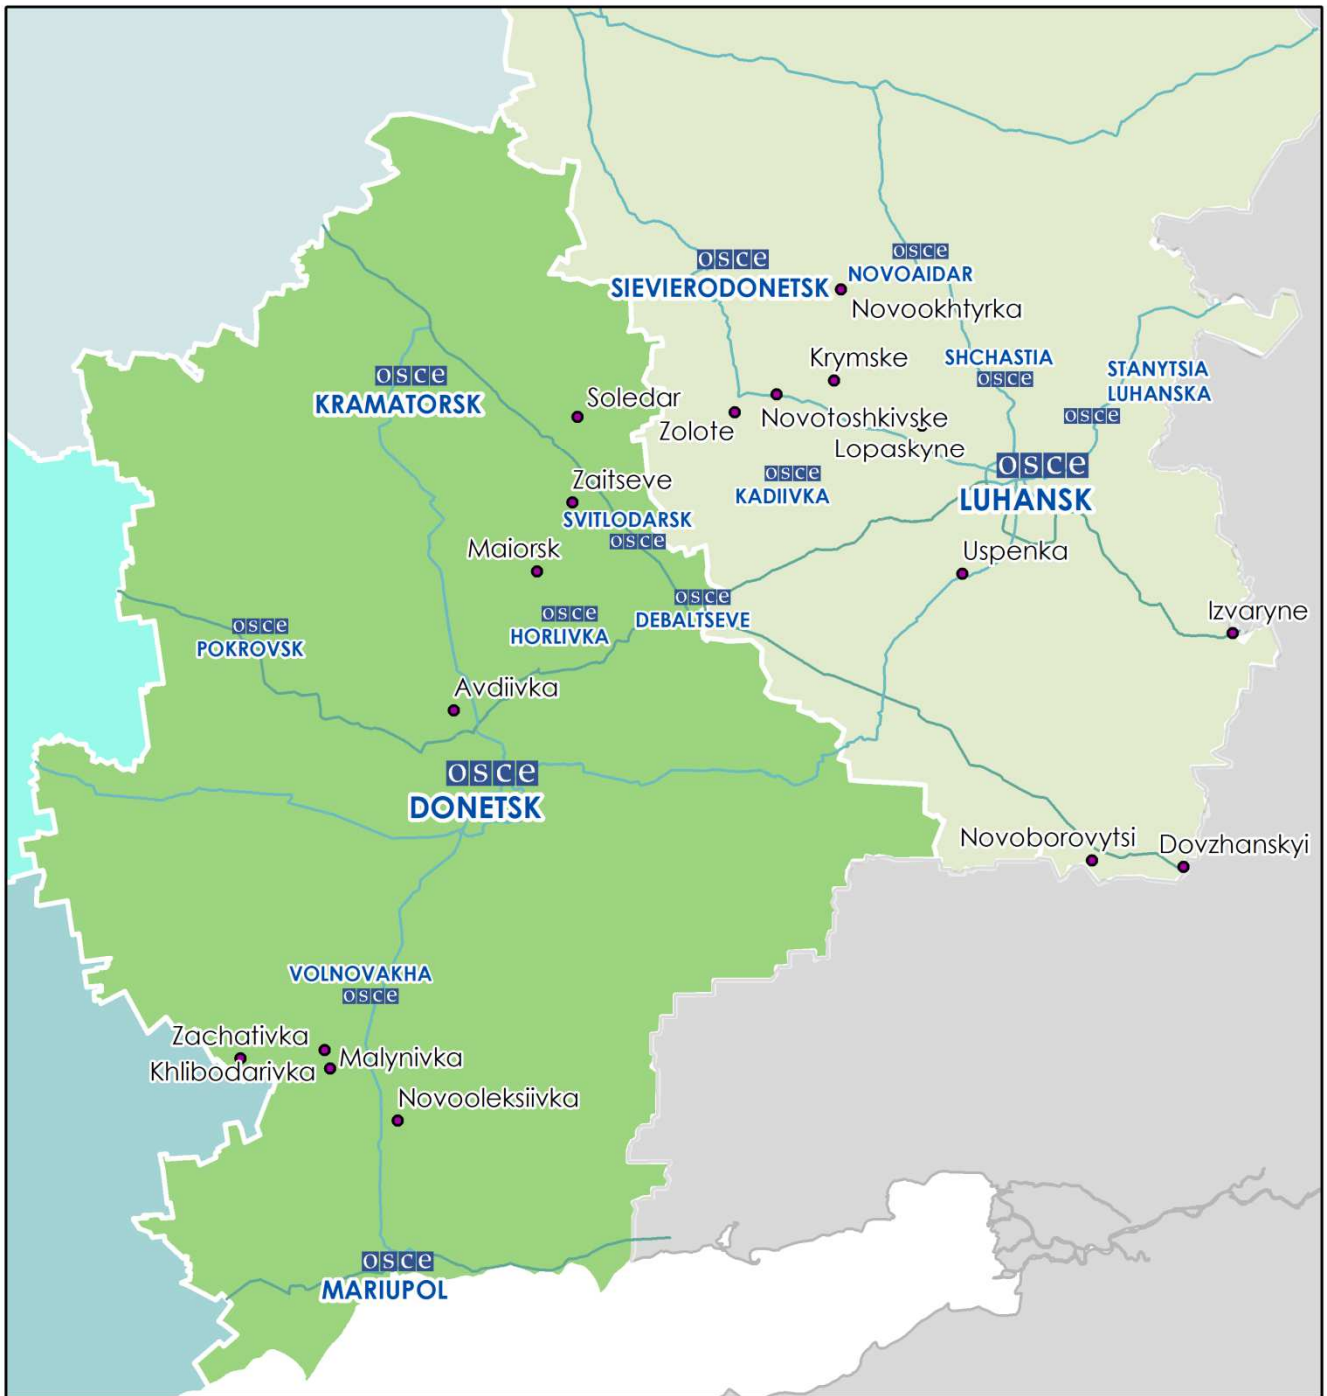 osce
NOVOAIDAR
osce
SIEVIERODONETSK
Novookhtyrka
Krymske
SHCHASTIA
osce
STANYTSIA
LUHANSKA
osce
osce
KRAMATORSK
Soledar
Zolote
Novotoshkivske
Lopaskyne
osce
LUHANSK
osce
KADIIVKA
Zaitseve
SVITLODARSK
osce
Maiorsk
Uspenka
osce
DEBALTSEVE
osce
HORLIVKA
Izvaryne
osce
POKROVSK
Avdiivka
osce
DONETSK
Novoborovytsi
Dovzhanskyi
VOLNOVAKHA
osce
Zachativka
Khlibodarivka
Malynivka
Novooleksiivka
osce
MARIUPOL